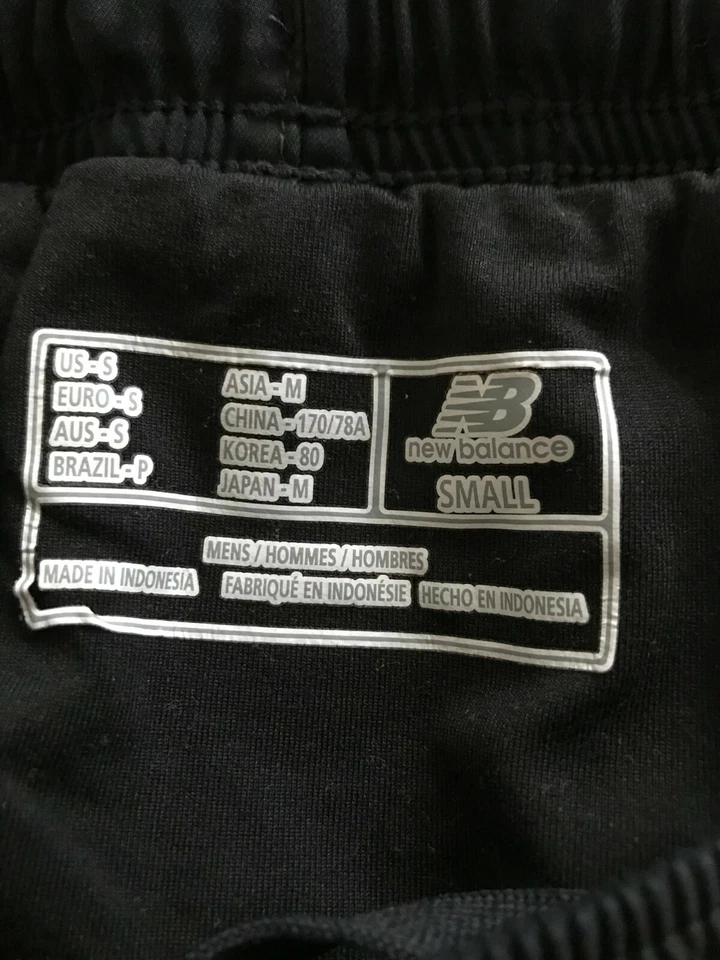 US - S
EURO - S
AUS - S
BRAZIL - P
ASIA - M
CHINA - 170/78A
KOREA - 80
JAPAN - M
NB
new balance
SMALL
MENS / HOMMES / HOMBRES
MADE IN INDONESIA
FABRIQUÉ EN INDONÉSIE
HECHO EN INDONESIA